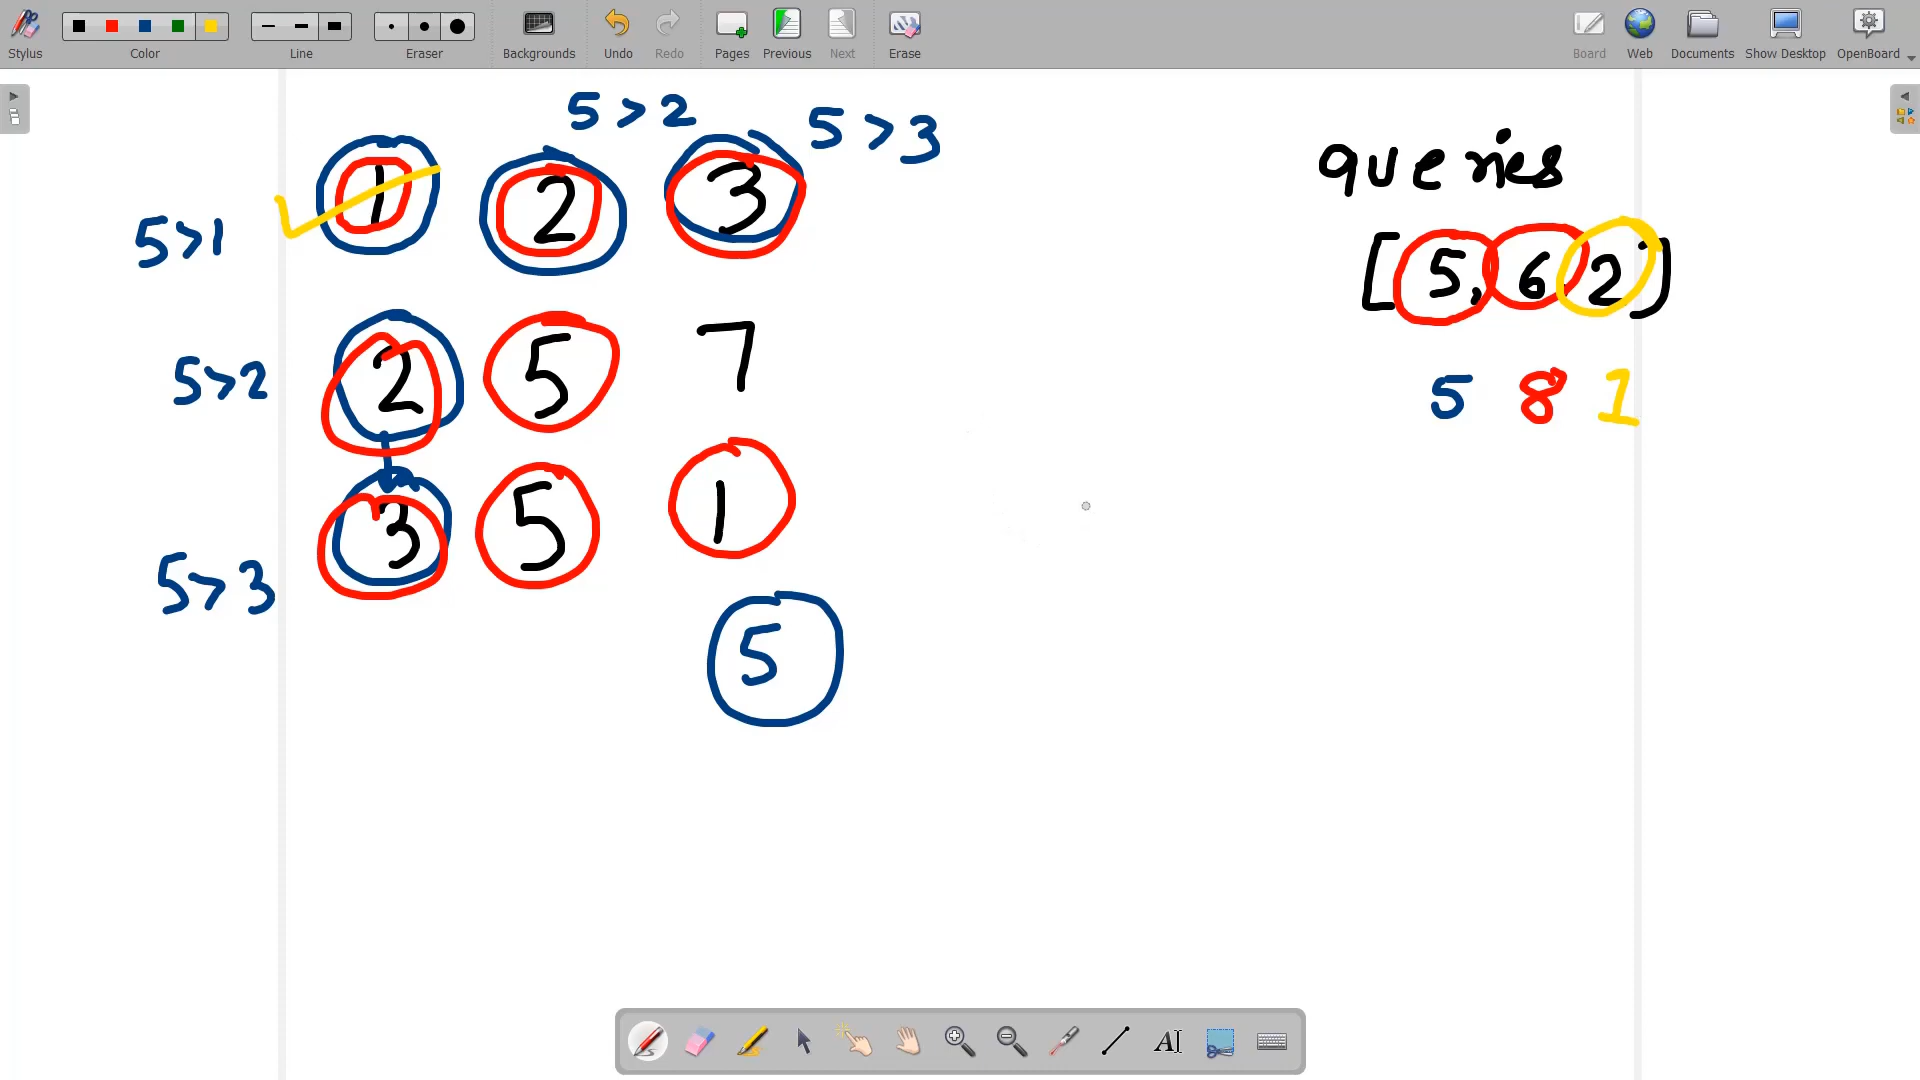 Stylus Color Line Eraser Backgrounds Undo Redo Pages Previous Next Erase Board Web Documents Show Desktop OpenBoard
5 > 2
5 > 3
queries
1 2 3
5>1
[5, 6 2]
5>2
2 5 7
5 8 1
3 5 1
5>3
5
AI